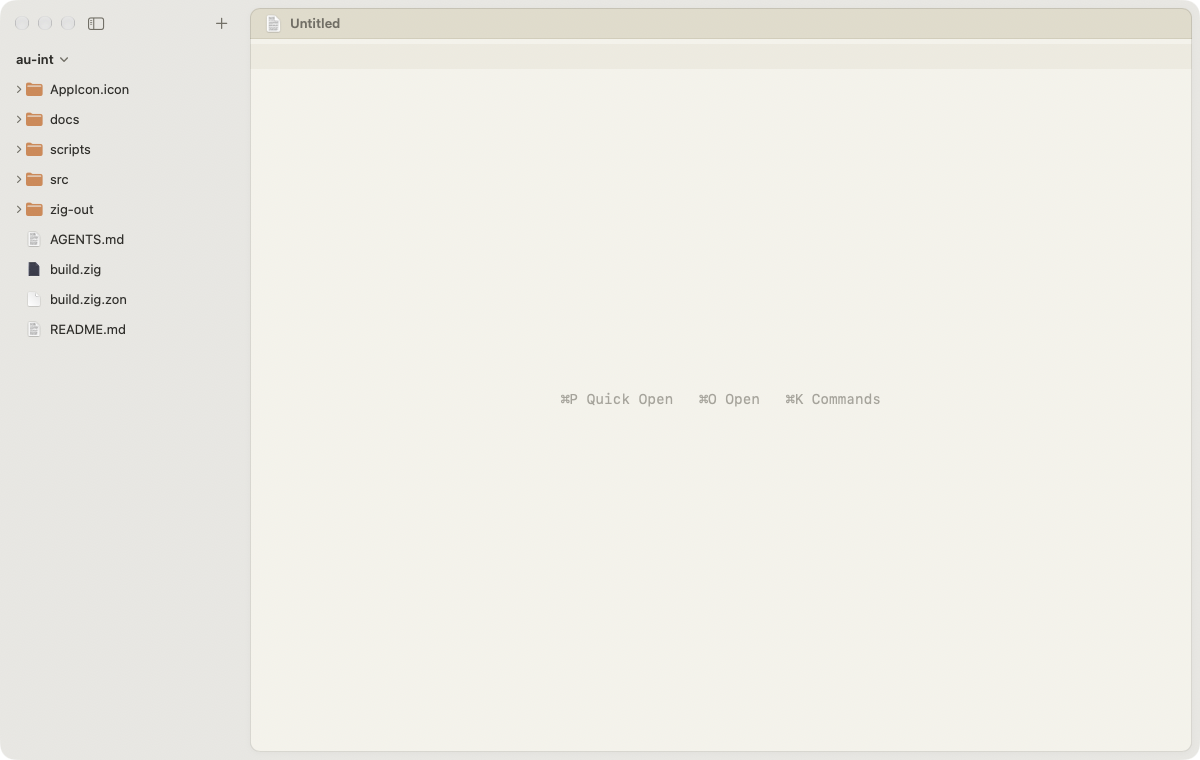 Untitled
au-int
AppIcon.icon
docs
scripts
src
zig-out
AGENTS.md
build.zig
build.zig.zon
README.md
⌘P Quick Open ⌘O Open ⌘K Commands